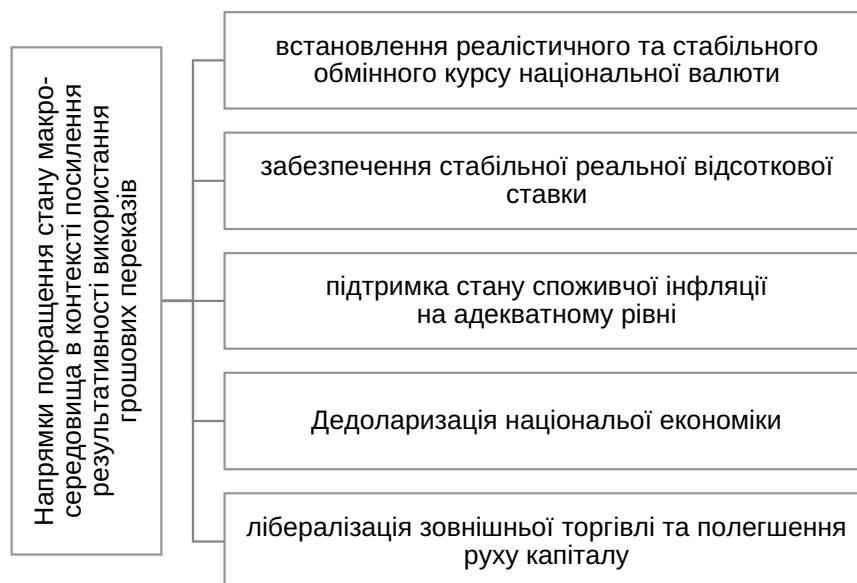 Напрямки покращення стану макро-
середовища в контексті посилення
результативності використання
грошових переказів
встановлення реалістичного та стабільного
обмінного курсу національної валюти
забезпечення стабільної реальної відсоткової
ставки
підтримка стану споживчої інфляції
на адекватному рівні
Дедоларизація національої економіки
лібералізація зовнішньої торгівлі та полегшення
руху капіталу